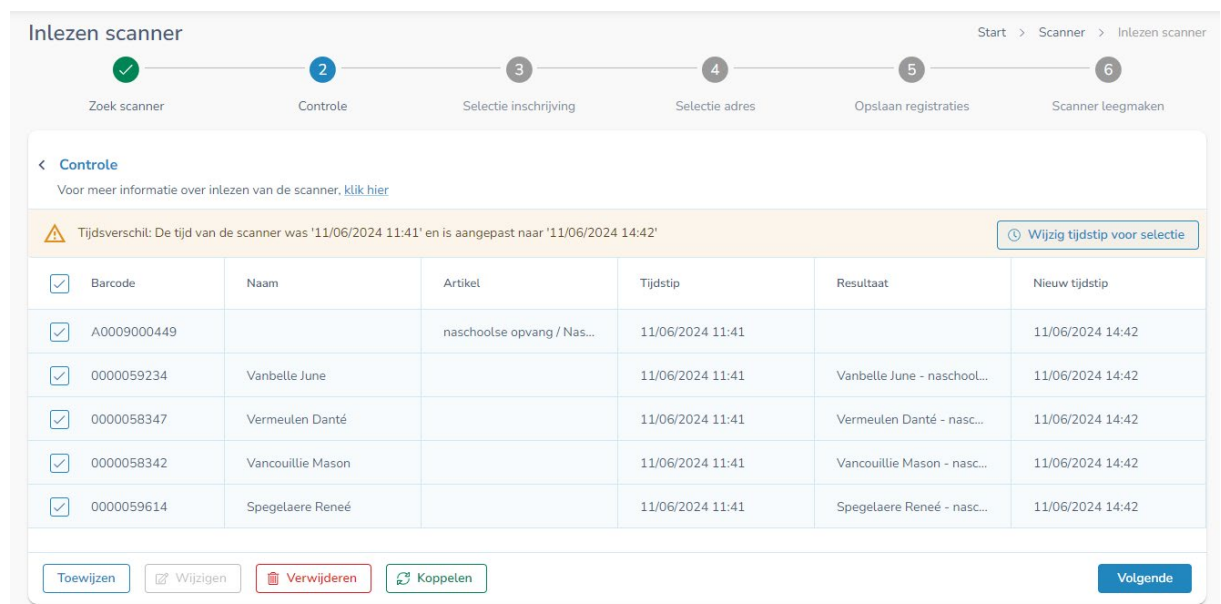 Inlezen scanner
Start > Scanner > Inlezen scanner
2 3 4 5 6
Zoek scanner Controle Selectie inschrijving Selectie adres Opslaan registraties Scanner leegmaken
< Controle
Voor meer informatie over inlezen van de scanner, klik hier
Tijdsverschil: De tijd van de scanner was '11/06/2024 11:41' en is aangepast naar '11/06/2024 14:42' Wijzig tijdstip voor selectie
Barcode Naam Artikel Tijdstip Resultaat Nieuw tijdstip
A0009000449 naschoolse opvang / Nas... 11/06/2024 11:41 11/06/2024 14:42
0000059234 Vanbelle June 11/06/2024 11:41 Vanbelle June - naschool... 11/06/2024 14:42
0000058347 Vermeulen Danté 11/06/2024 11:41 Vermeulen Danté - nasc... 11/06/2024 14:42
0000058342 Vancouillie Mason 11/06/2024 11:41 Vancouillie Mason - nasc... 11/06/2024 14:42
0000059614 Spegelaere Reneé 11/06/2024 11:41 Spegelaere Reneé - nasc... 11/06/2024 14:42
Toewijzen Wijzigen Verwijderen Koppelen Volgende